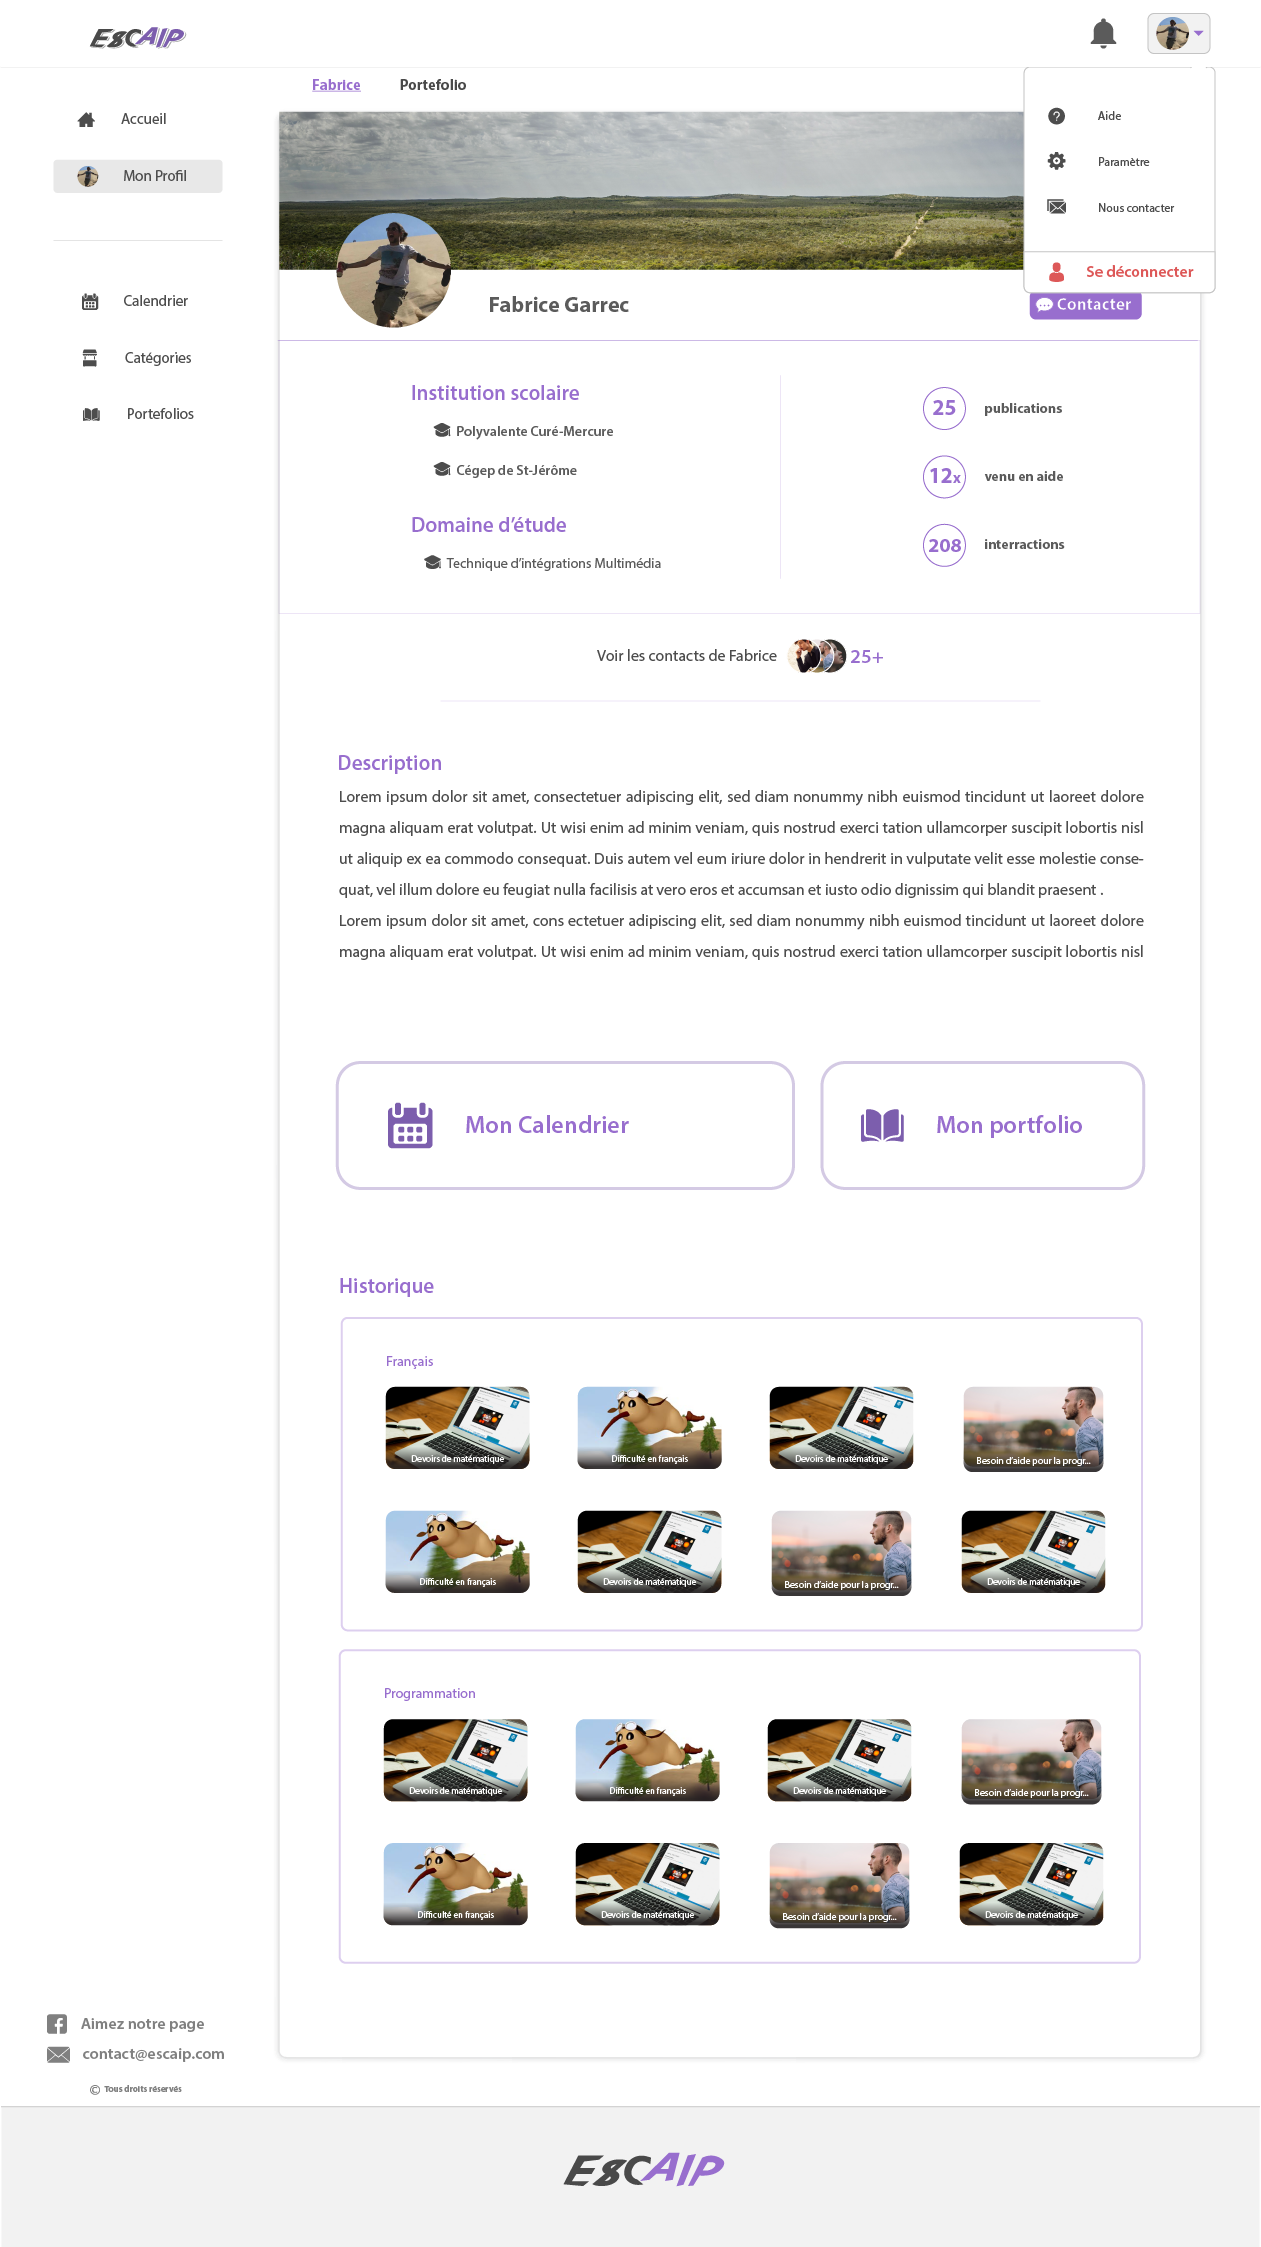 EscAIP
Fabrice
Portefolio
Accueil
Mon Profil
Calendrier
Catégories
Portefolios
Aide
Paramètre
Nous contacter
Se déconnecter
Fabrice Garrec
Contacter
Institution scolaire
Polyvalente Curé-Mercure
Cégep de St-Jérôme
Domaine d'étude
Technique d'intégrations Multimédia
25 publications
12x venu en aide
208 interractions
Voir les contacts de Fabrice 25+
Description
Lorem ipsum dolor sit amet, consectetuer adipiscing elit, sed diam nonummy nibh euismod tincidunt ut laoreet dolore
magna aliquam erat volutpat. Ut wisi enim ad minim veniam, quis nostrud exerci tation ullamcorper suscipit lobortis nisl
ut aliquip ex ea commodo consequat. Duis autem vel eum iriure dolor in hendrerit in vulputate velit esse molestie conse-
quat, vel illum dolore eu feugiat nulla facilisis at vero eros et accumsan et iusto odio dignissim qui blandit praesent .
Lorem ipsum dolor sit amet, cons ectetuer adipiscing elit, sed diam nonummy nibh euismod tincidunt ut laoreet dolore
magna aliquam erat volutpat. Ut wisi enim ad minim veniam, quis nostrud exerci tation ullamcorper suscipit lobortis nisl
Mon Calendrier
Mon portfolio
Historique
Français
Devoirs de matématique
Difficulté en français
Devoirs de matématique
Besoin d'aide pour la progr...
Difficulté en français
Devoirs de matématique
Besoin d'aide pour la progr...
Devoirs de matématique
Programmation
Devoirs de matématique
Difficulté en français
Devoirs de matématique
Besoin d'aide pour la progr...
Difficulté en français
Devoirs de matématique
Besoin d'aide pour la progr...
Devoirs de matématique
Aimez notre page
contact@escaip.com
© Tous droits réservés
EscAIP